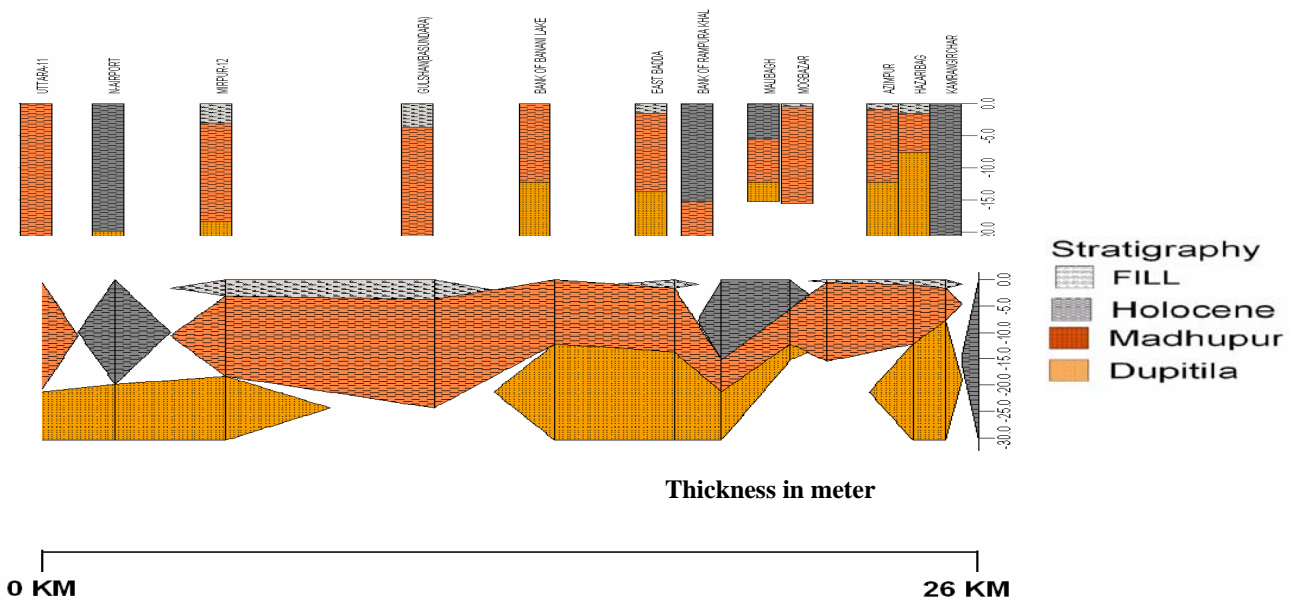 UTTARA-11
N-AIRPORT
MIRPUR-12
GULSHAN(BASUNDARA)
BANK OF BANANI LAKE
EAST BADDA
BANK OF RAMPURA KHAL
MALIBAGH
MOGBAZAR
AZIMPUR
HAZARIBAG
KAMRANGIRCHAR
0.0
-5.0
-10.0
-15.0
20.0
0.0
-5.0
-10.0
-15.0
-20.0
-25.0
-30.0
Stratigraphy
FILL
Holocene
Madhupur
Dupitila
Thickness in meter
0 KM
26 KM